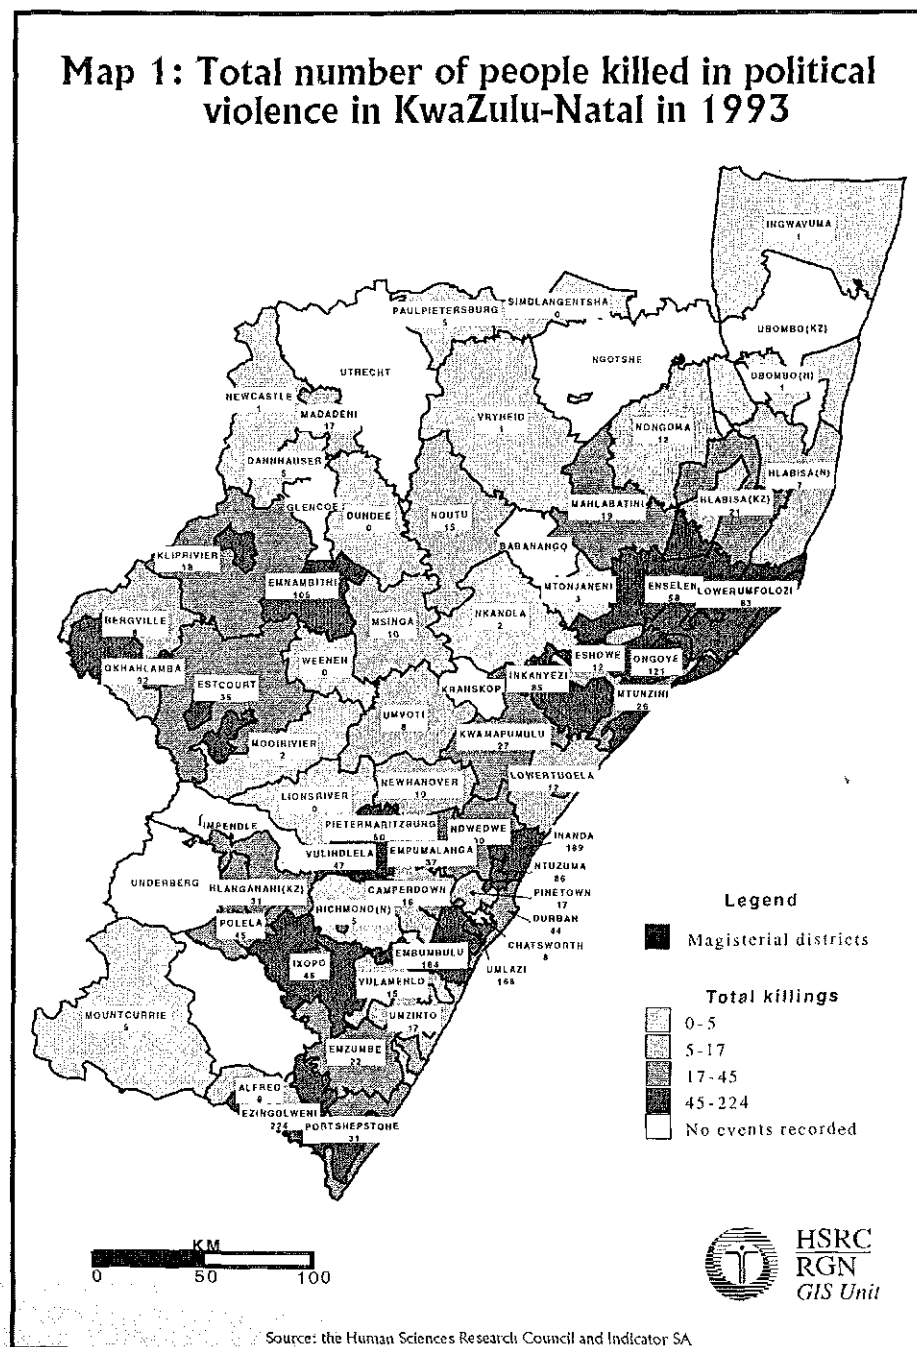 Map 1: Total number of people killed in political
violence in KwaZulu-Natal in 1993
INGWAVUMA
1
SIMDLANGENTSHA
0
PAULPIETERSBURG
5
UBOMBO(KZ)
NGOTSHE
UTRECHT
UBOMBO(N)
1
NEWCASTLE
1
MADADENI
17
VRYHEID
1
NONGOMA
12
DANNHAUSER
5
HLABISA(N)
7
GLENCOE
DUNDEE
0
NQUTU
15
MAHLABATINI
19
HLABISA(KZ)
21
BABANANGO
KLIPRIVIER
18
EMNAMBITHI
105
MTONJANENI
3
ENSELENI
58
LOWERUMFOLOZI
83
BERGVILLE
MSINGA
10
NKANDLA
2
WEENEN
0
ESHOWE
12
ONGOYE
121
OKHAHLAMBA
92
ESTCOURT
35
KRANSKOP
INKANYEZI
85
MTUNZINI
26
UMVOTI
8
KWAMAPUMULU
27
MOOIRIVIER
2
LOWERTUGELA
12
NEWHANOVER
19
LIONSRIVER
0
IMPENDLE
PIETERMARITZBURG
50
NDWEDWE
30
INANDA
189
VULINDLELA
47
EMPUMALANGA
37
NTUZUMA
86
UNDERBERG
HLANGANANI(KZ)
31
CAMPERDOWN
16
PINETOWN
17
RICHMOND(N)
5
DURBAN
44
POLELA
45
CHATSWORTH
8
EMBUMBULU
184
UMLAZI
166
IXOPO
46
VULAMEHLO
15
UMZINTO
17
MOUNTCURRIE
5
EMZUMBE
22
ALFRED
EZINGOLWENI
224
PORTSHEPSTONE
31
Legend
Magisterial districts
Total killings
0-5
5-17
17-45
45-224
No events recorded
KM
0 50 100
HSRC
RGN
GIS Unit
Source: the Human Sciences Research Council and Indicator SA